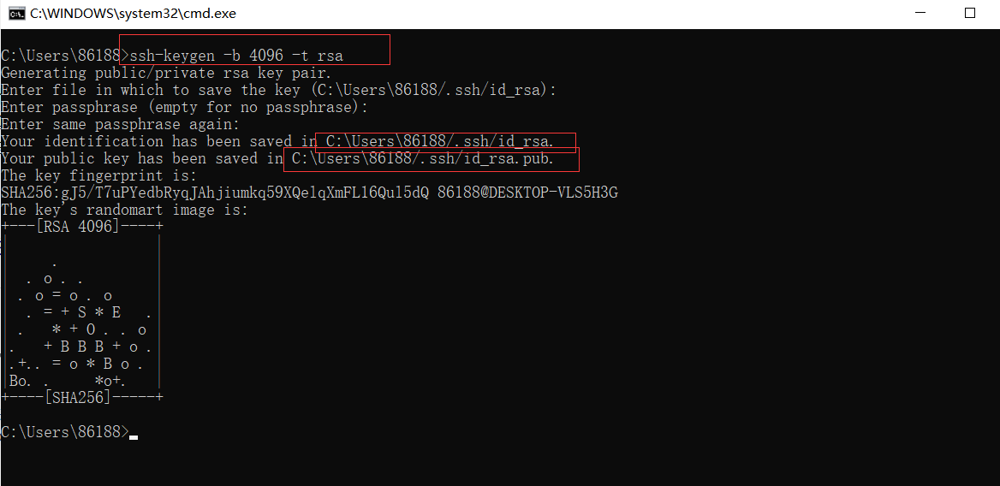 C:\WINDOWS\system32\cmd.exe
C:\Users\86188>ssh-keygen -b 4096 -t rsa
Generating public/private rsa key pair.
Enter file in which to save the key (C:\Users\86188/.ssh/id_rsa):
Enter passphrase (empty for no passphrase):
Enter same passphrase again:
Your identification has been saved in C:\Users\86188/.ssh/id_rsa.
Your public key has been saved in C:\Users\86188/.ssh/id_rsa.pub.
The key fingerprint is:
SHA256:gJ5/T7uPYedbRyqJAhjiumkq59XQelqXmFL16Qul5dQ 86188@DESKTOP-VLS5H3G
The key's randomart image is:
+---[RSA 4096]----+
|                 |
|     .           |
|  . o . .        |
| . o = o . o     |
|  . = + S * E   .|
| .   * + O . . o |
|.   + B B B + o .|
|.+.. = o * B o . |
|Bo. .     *o+.   |
+----[SHA256]-----+
C:\Users\86188>